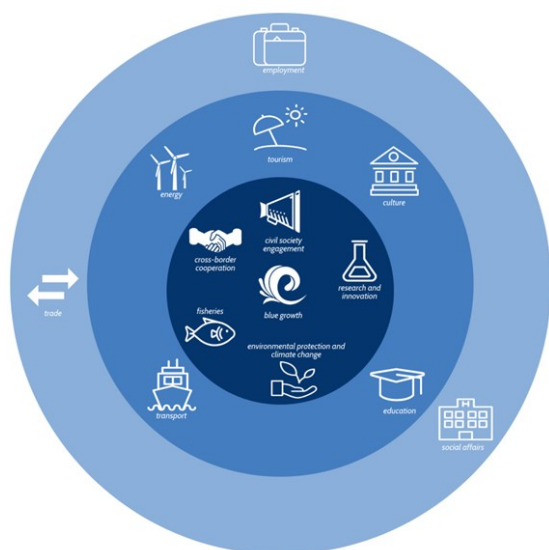 employment
tourism
energy
culture
civil society
engagement
cross-border
cooperation
research and
innovation
trade
fisheries
blue growth
environmental protection and
climate change
transport
education
H
social affairs